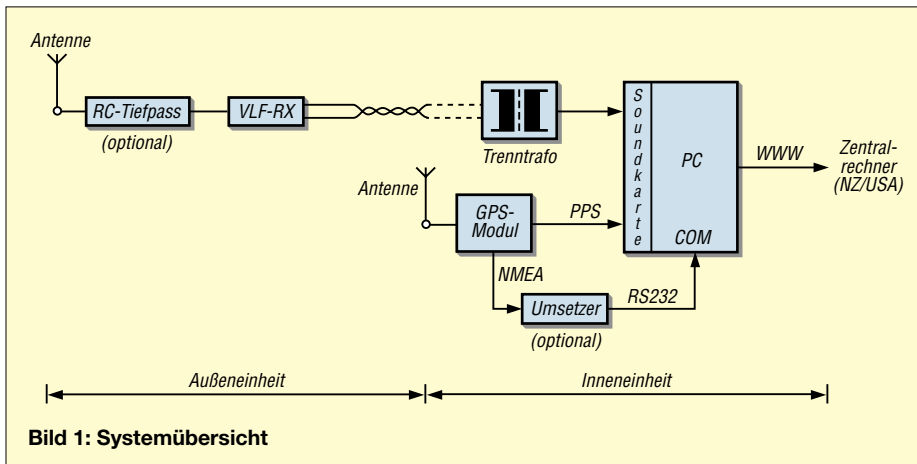 Antenne
RC-Tiefpass
(optional)
VLF-RX
Trenntrafo
Soundkarte
PC
COM
WWW
Zentral-
rechner
(NZ/USA)
Antenne
GPS-
Modul
PPS
NMEA
Umsetzer
(optional)
RS232
Außeneinheit
Inneneinheit
Bild 1: Systemübersicht